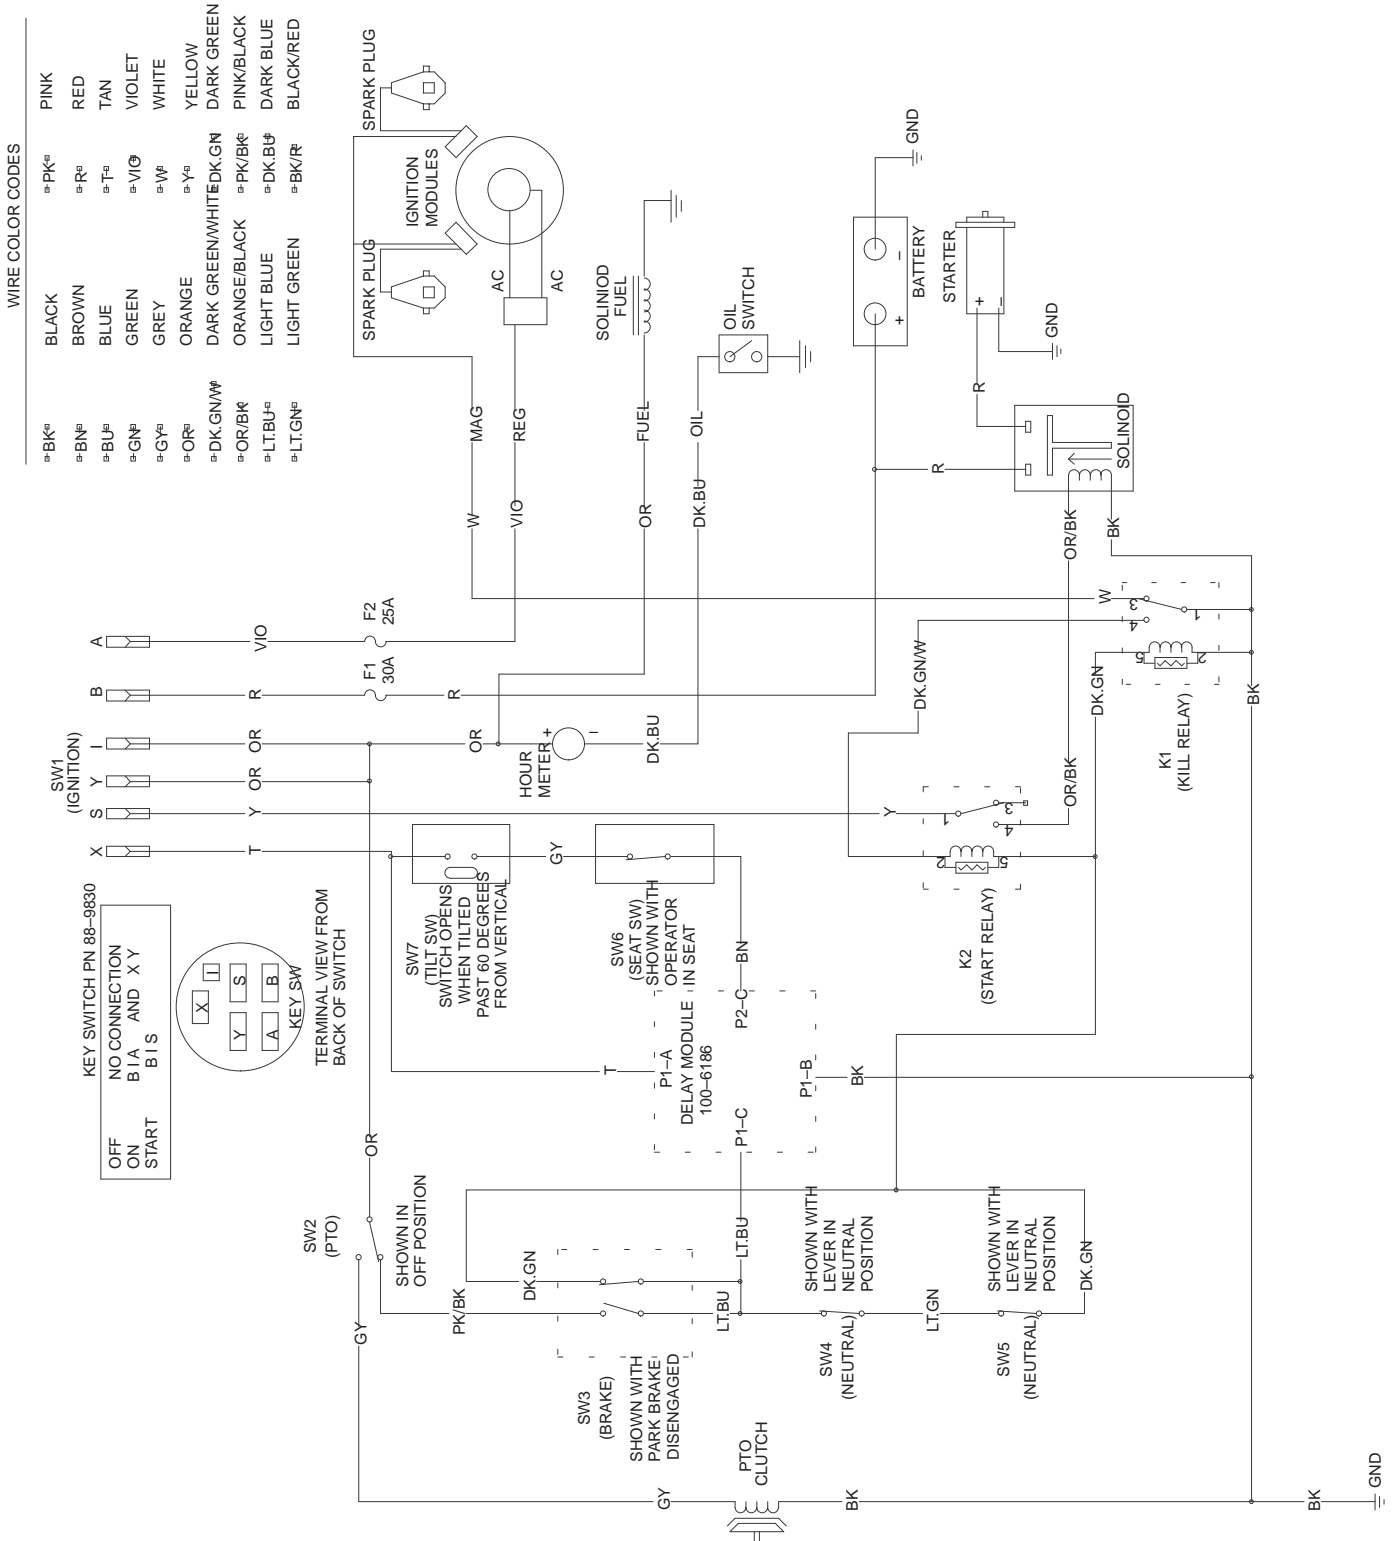 WIRE COLOR CODES
BK BLACK PK PINK
BN BROWN R RED
BU BLUE T TAN
GN GREEN VIO VIOLET
GY GREY W WHITE
OR ORANGE Y YELLOW
DK.GN/W DARK GREEN/WHITE DK.GN DARK GREEN
OR/BK ORANGE/BLACK PK/BK PINK/BLACK
LT.BU LIGHT BLUE DK.BU DARK BLUE
LT.GN LIGHT GREEN BK/R BLACK/RED
SPARK PLUG
SPARK PLUG
IGNITION
MODULES
AC
AC
MAG
REG
W
VIO
SOLINIOD
FUEL
FUEL
OR
OIL
SWITCH
OIL
DK.BU
BATTERY
+
–
GND
STARTER
+
–
GND
R
R
SOLINOID
OR/BK
BK
SW1
(IGNITION)
A
B
I
Y
S
X
VIO
R
OR
OR
Y
T
F2
25A
F1
30A
R
OR
HOUR
METER
+
–
DK.BU
W
3
4
1
5
2
K1
(KILL RELAY)
DK.GN/W
DK.GN
BK
OR/BK
Y
1
3
4
2
5
K2
(START RELAY)
KEY SWITCH PN 88–9830
OFF NO CONNECTION
ON B I A AND X Y
START B I S
X
I
Y
S
A
B
KEY SW
TERMINAL VIEW FROM
BACK OF SWITCH
SW7
(TILT SW)
SWITCH OPENS
WHEN TILTED
PAST 60 DEGREES
FROM VERTICAL
GY
SW6
(SEAT SW)
SHOWN WITH
OPERATOR
IN SEAT
BN
P2–C
P1–A
DELAY MODULE
100–6186
P1–C
P1–B
T
BK
LT.BU
OR
SW2
(PTO)
SHOWN IN
OFF POSITION
GY
PK/BK
DK.GN
SW3
(BRAKE)
SHOWN WITH
PARK BRAKE
DISENGAGED
LT.BU
SHOWN WITH
LEVER IN
NEUTRAL
POSITION
SW4
(NEUTRAL)
LT.GN
SHOWN WITH
LEVER IN
NEUTRAL
POSITION
SW5
(NEUTRAL)
DK.GN
PTO
CLUTCH
GY
BK
BK
GND